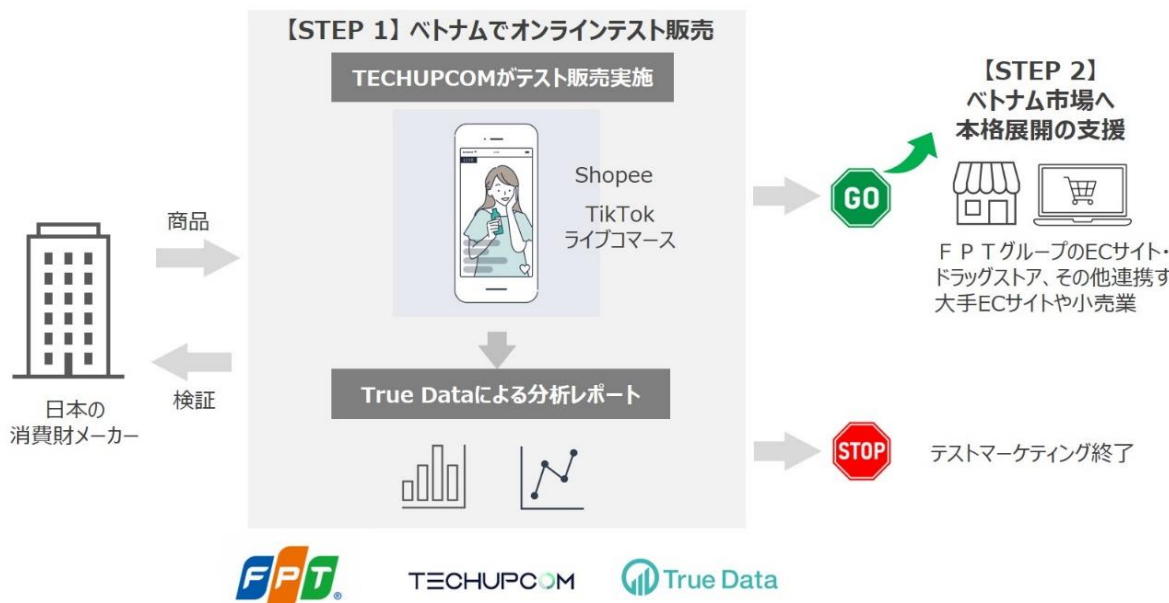 【STEP 1】ベトナムでオンラインテスト販売
TECHUPCOMがテスト販売実施
Shopee
TikTok
ライブコマース
True Dataによる分析レポート
商品
検証
日本の
消費財メーカー
GO
【STEP 2】
ベトナム市場へ
本格展開の支援
ＦＰＴグループのECサイト・
ドラッグストア、その他連携す
大手ECサイトや小売業
STOP
テストマーケティング終了
FPT®
TECHUPCOM
True Data